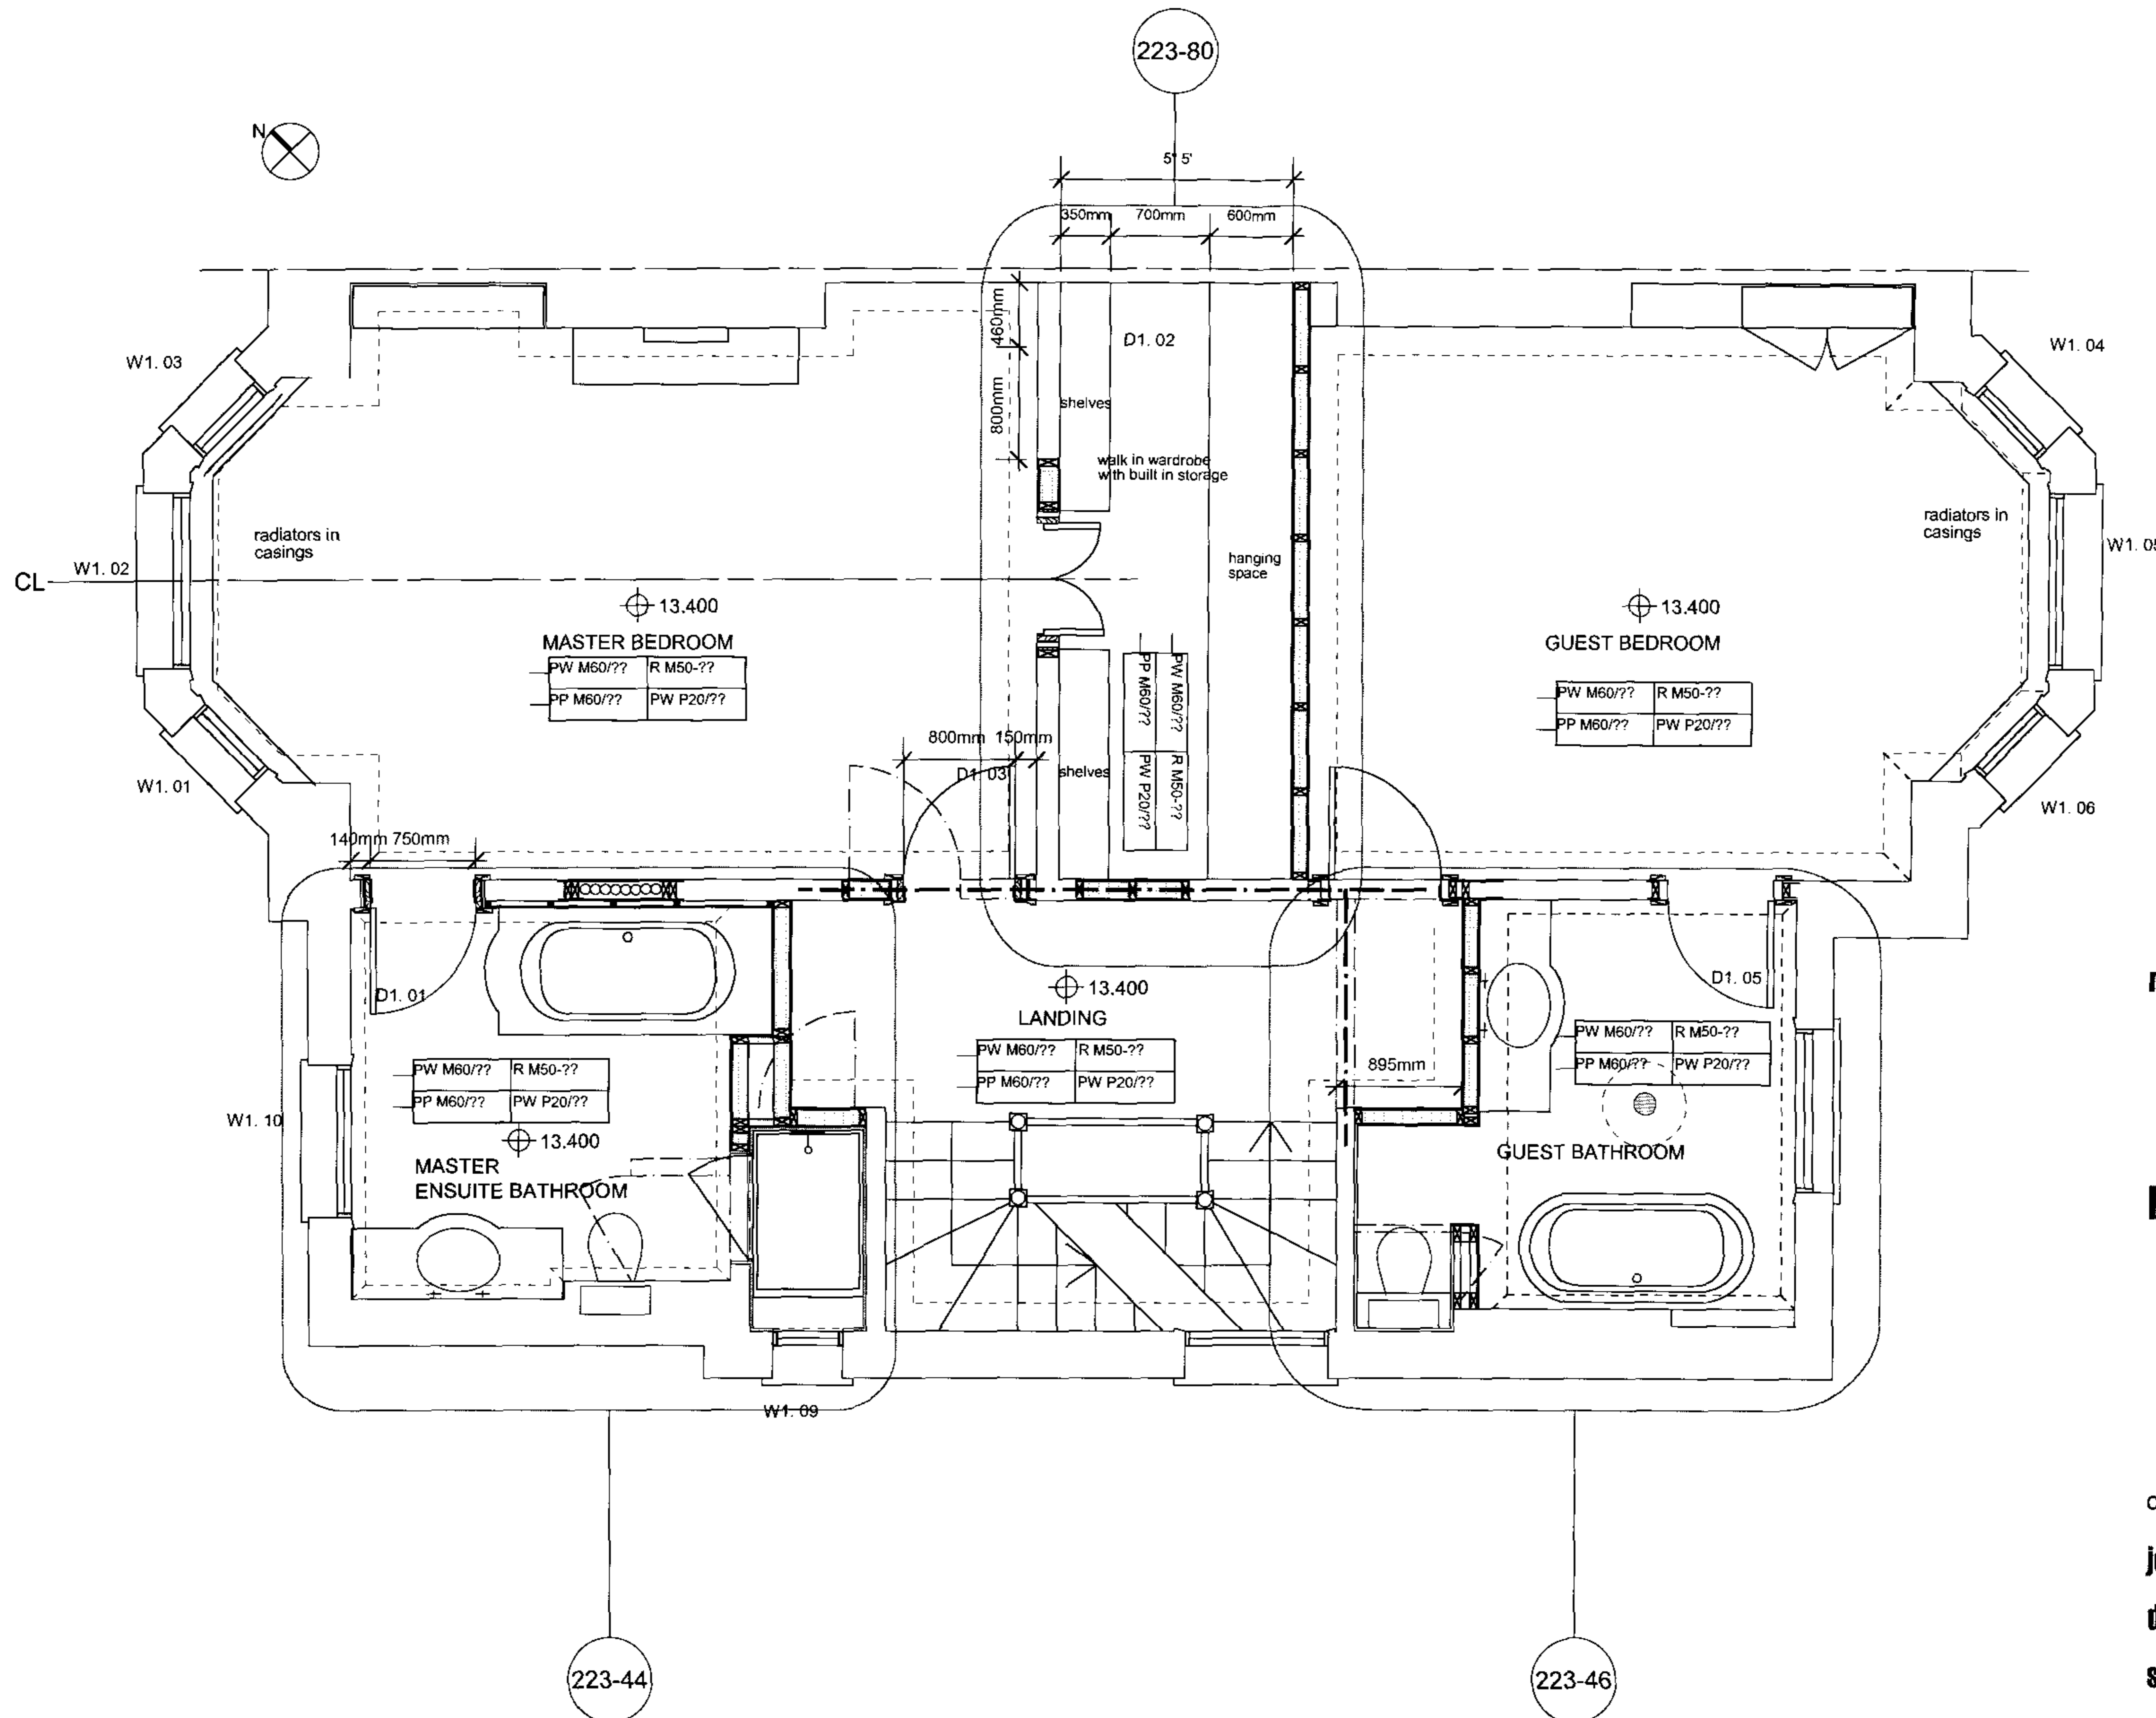 223-80
N
5' 5'
350mm 700mm 600mm
460mm
800mm
D1. 02
W1. 03
W1. 04
shelves
walk in wardrobe
with built in storage
radiators in
casings
radiators in
casings
hanging
space
CL
W1. 02
13.400
MASTER BEDROOM
PW M60/?? R M50-??
PP M60/?? PW P20/??
13.400
GUEST BEDROOM
PW M60/?? R M50-??
PP M60/?? PW P20/??
PW M60/?? R M50-??
PP M60/?? PW P20/??
800mm 150mm
D1. 03
shelves
W1. 01
W1. 06
140mm 750mm
D1. 01
13.400
LANDING
PW M60/?? R M50-??
PP M60/?? PW P20/??
895mm
D1. 05
PW M60/?? R M50-??
PP M60/?? PW P20/??
GUEST BATHROOM
PW M60/?? R M50-??
PP M60/?? PW P20/??
W1. 10
13.400
MASTER
ENSUITE BATHROOM
W1. 09
223-44
223-46